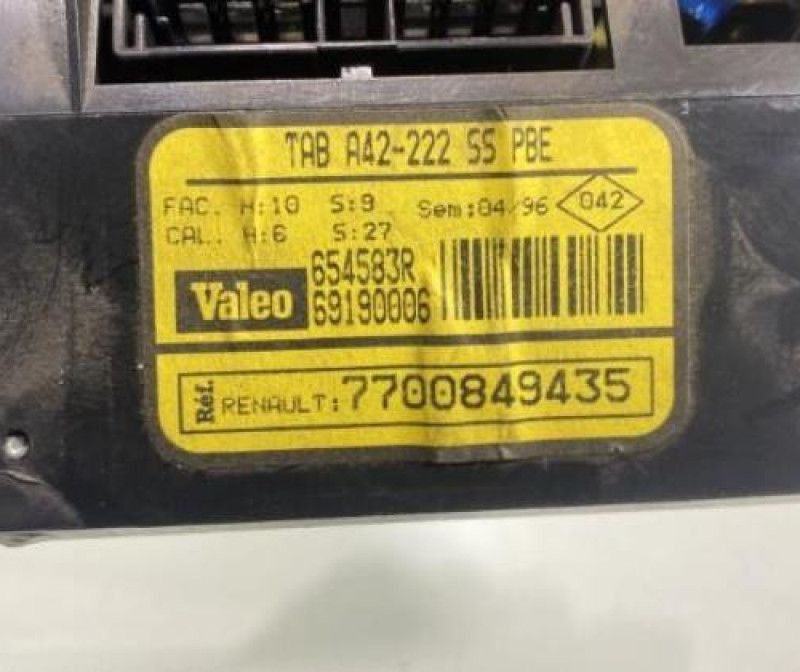 TAB A42-222 SS PBE
FAC. H:10 S:9 Sem:04/96 042
CAL. A:6 S:27
Valeo 654583R
69190006
Réf. RENAULT:7700849435